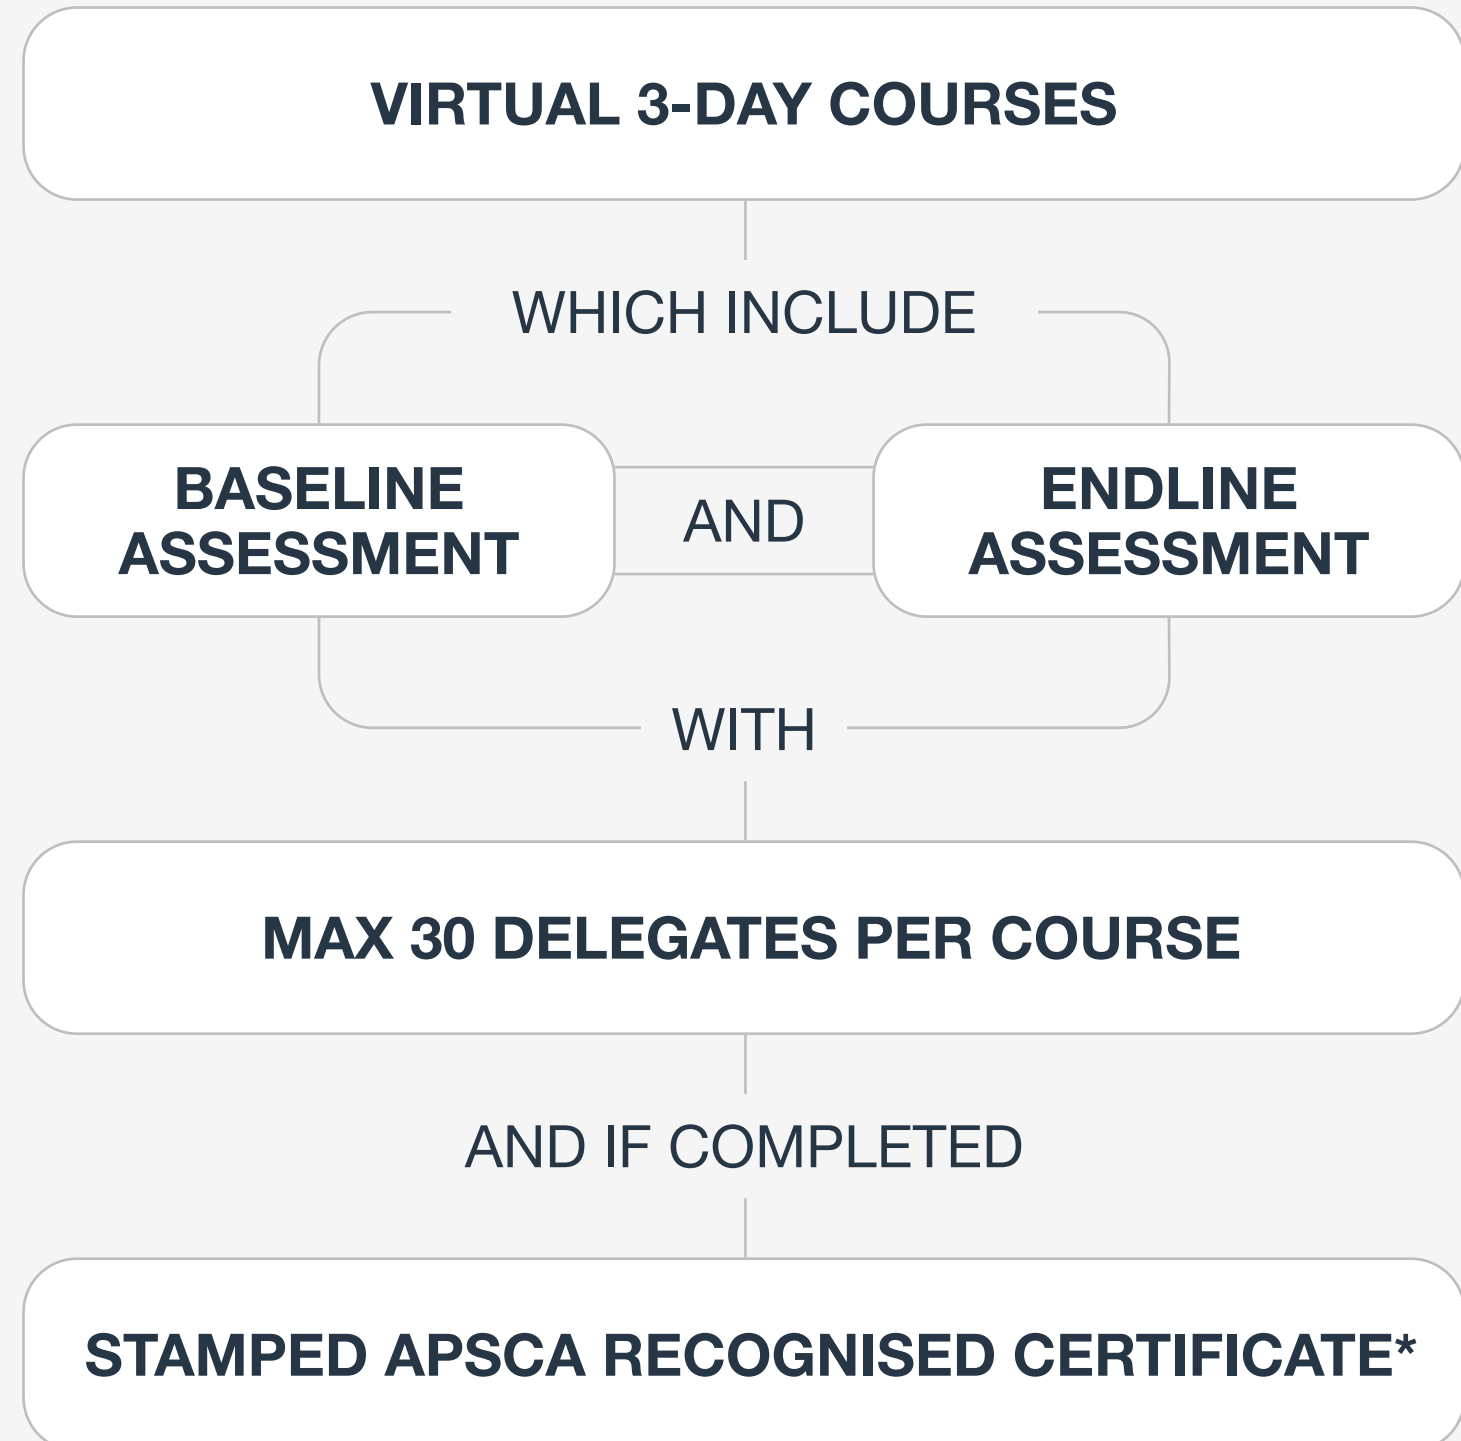 VIRTUAL 3-DAY COURSES
WHICH INCLUDE
BASELINE
ASSESSMENT
AND
ENDLINE
ASSESSMENT
WITH
MAX 30 DELEGATES PER COURSE
AND IF COMPLETED
STAMPED APSCA RECOGNISED CERTIFICATE*